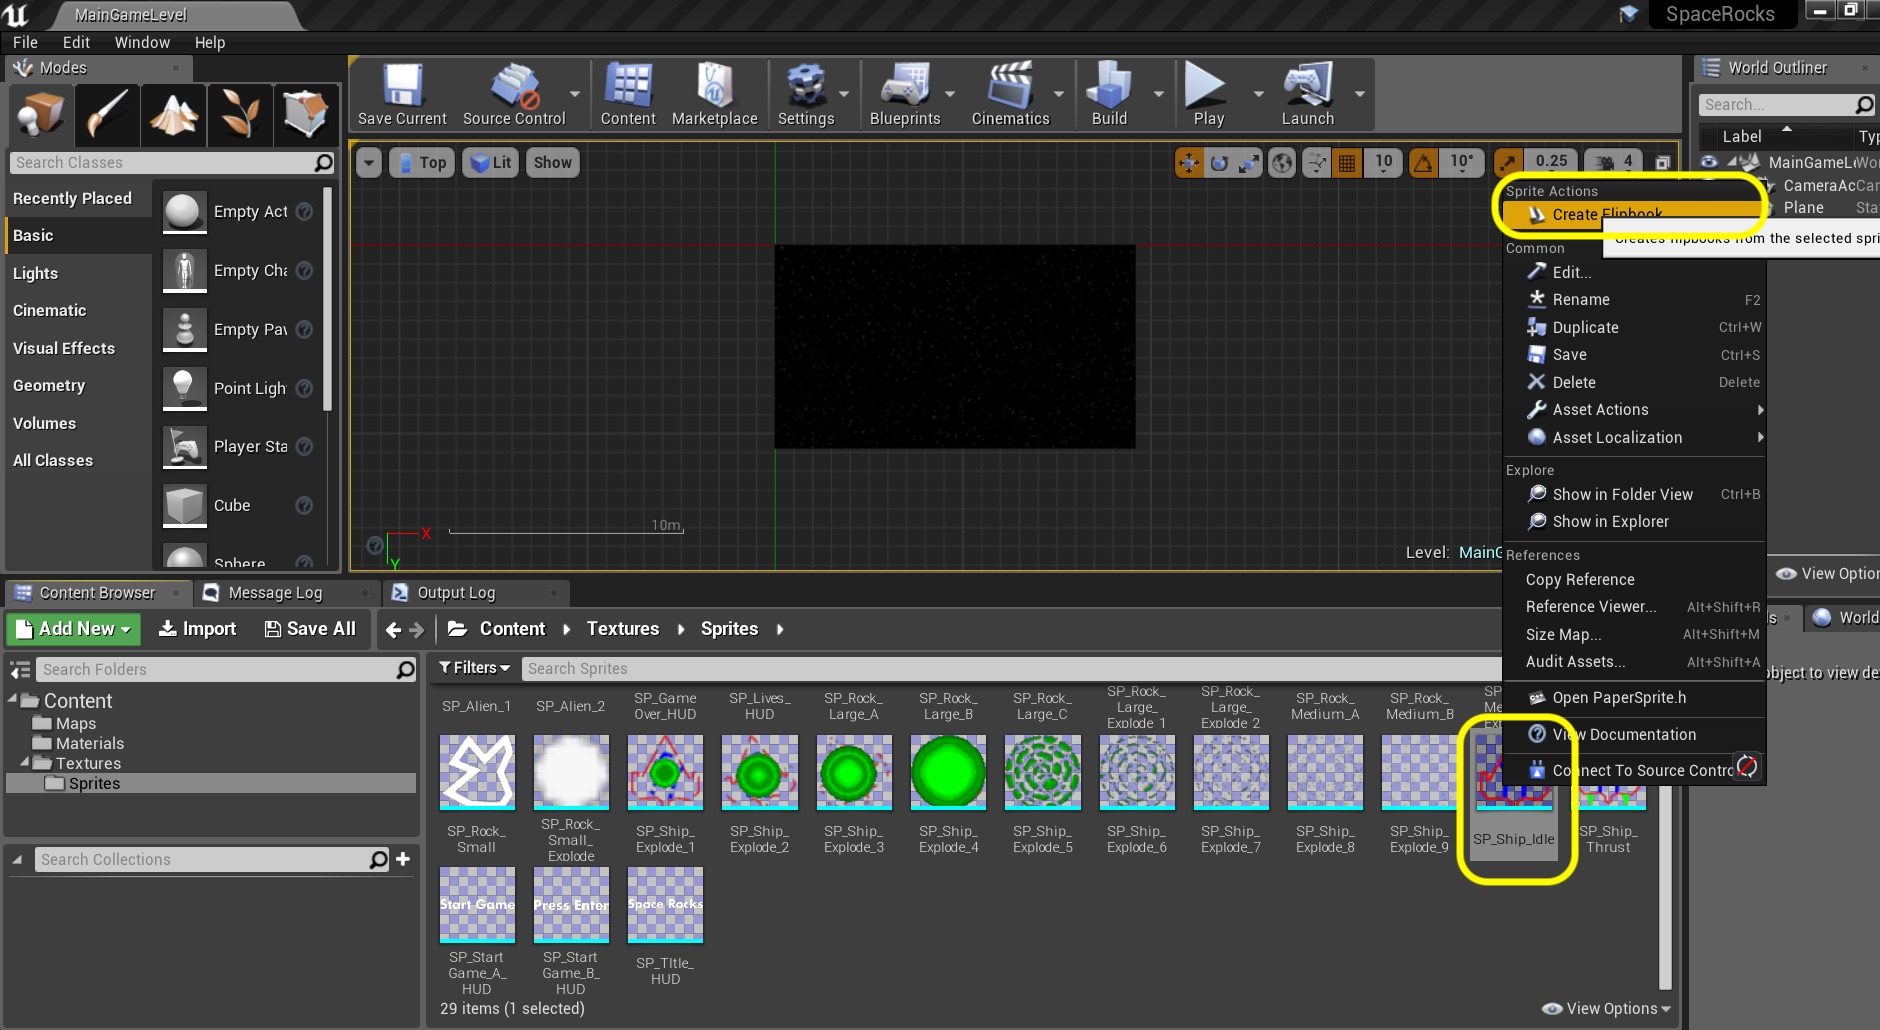 MainGameLevel
SpaceRocks
File Edit Window Help
Modes
Search Classes
Recently Placed
Basic
Lights
Cinematic
Visual Effects
Geometry
Volumes
All Classes
Empty Act
Empty Cha
Empty Pav
Point Ligh
Player Sta
Cube
Sphere
Save Current
Source Control
Content
Marketplace
Settings
Blueprints
Cinematics
Build
Play
Launch
Top
Lit
Show
10
10°
0.25
4
X
Y
10m
Level: MainG
World Outliner
Search...
Label
Typ
MainGameL Wor
CameraAc Car
Plane Sta
View Option
World
object to view de
Sprite Actions
Create Flipbook
Creates flipbooks from the selected spri
Common
Edit...
Rename F2
Duplicate Ctrl+W
Save Ctrl+S
Delete Delete
Asset Actions
Asset Localization
Explore
Show in Folder View Ctrl+B
Show in Explorer
References
Copy Reference
Reference Viewer... Alt+Shift+R
Size Map... Alt+Shift+M
Audit Assets... Alt+Shift+A
Open PaperSprite.h
View Documentation
Connect To Source Contro
Content Browser
Message Log
Output Log
Add New
Import
Save All
Content
Textures
Sprites
Search Folders
Content
Maps
Materials
Textures
Sprites
Search Collections
Filters
Search Sprites
SP_Alien_1
SP_Alien_2
SP_Game
Over_HUD
SP_Lives_
HUD
SP_Rock_
Large_A
SP_Rock_
Large_B
SP_Rock_
Large_C
SP_Rock_
Large_
Explode_1
SP_Rock_
Large_
Explode_2
SP_Rock_
Medium_A
SP_Rock_
Medium_B
SP_Rock_
Small
SP_Rock_
Small_
Explode
SP_Ship_
Explode_1
SP_Ship_
Explode_2
SP_Ship_
Explode_3
SP_Ship_
Explode_4
SP_Ship_
Explode_5
SP_Ship_
Explode_6
SP_Ship_
Explode_7
SP_Ship_
Explode_8
SP_Ship_
Explode_9
SP_Ship_Idle
SP_Ship_
Thrust
Start Game
Press Enter
Space Rocks
SP_Start
Game_A_
HUD
SP_Start
Game_B_
HUD
SP_TItle_
HUD
29 items (1 selected)
View Options